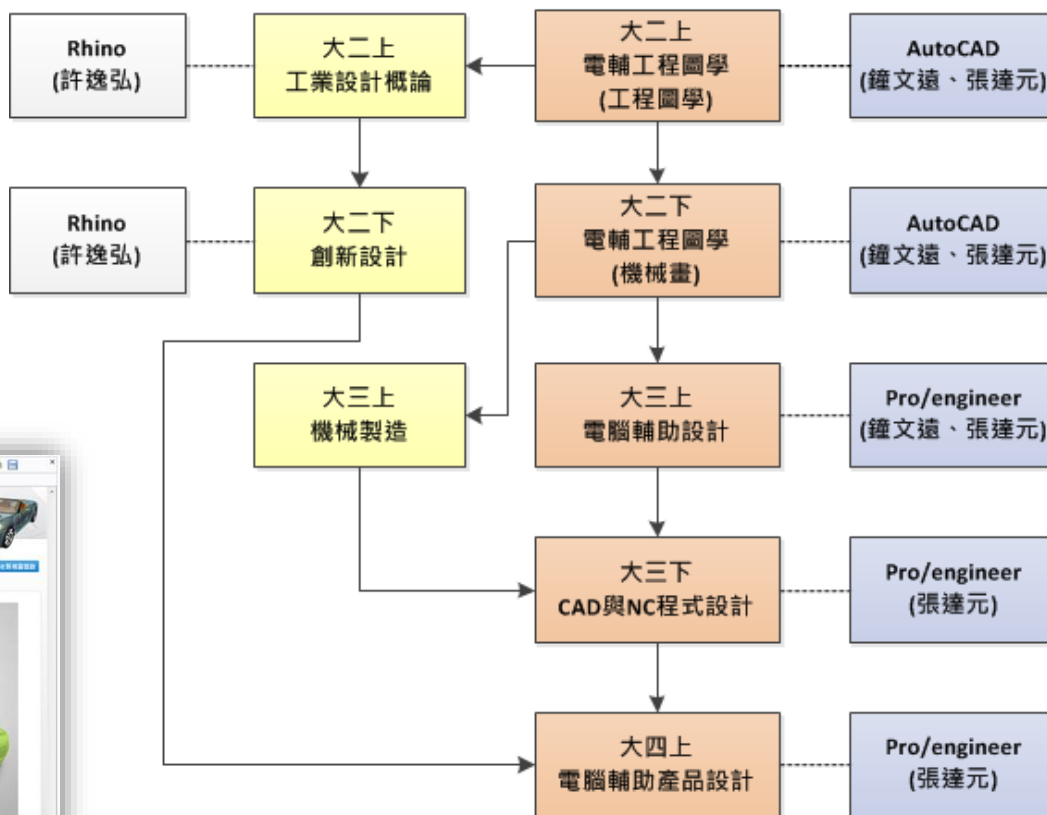 Rhino
(許逸弘)
大二上
工業設計概論
大二上
電輔工程圖學
(工程圖學)
AutoCAD
(鐘文遠、張達元)
Rhino
(許逸弘)
大二下
創新設計
大二下
電輔工程圖學
(機械畫)
AutoCAD
(鐘文遠、張達元)
大三上
機械製造
大三上
電腦輔助設計
Pro/engineer
(鐘文遠、張達元)
大三下
CAD與NC程式設計
Pro/engineer
(張達元)
大四上
電腦輔助產品設計
Pro/engineer
(張達元)